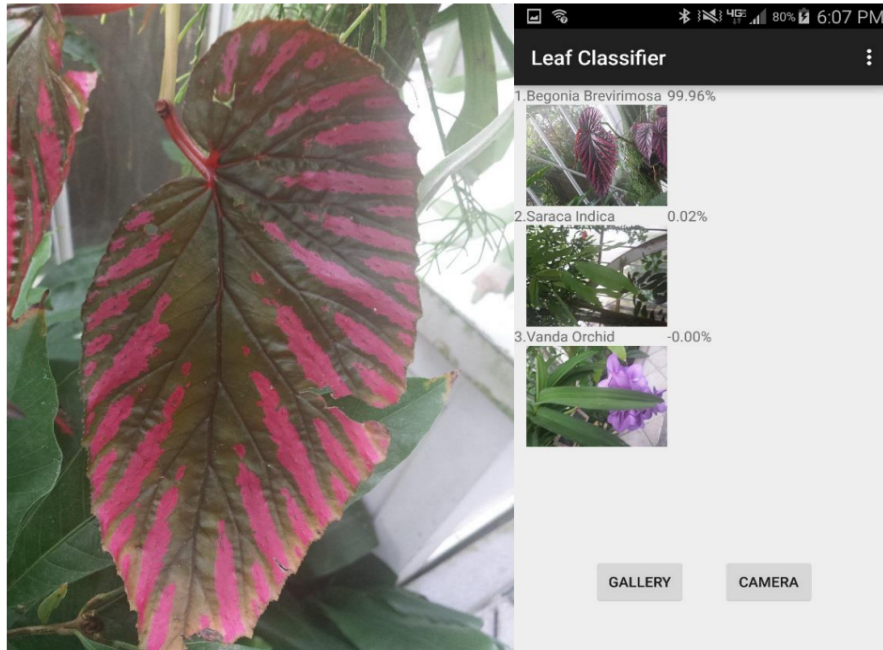 80% 6:07 PM
Leaf Classifier
1.Begonia Brevirimosa 99.96%
2.Saraca Indica 0.02%
3.Vanda Orchid -0.00%
GALLERY CAMERA